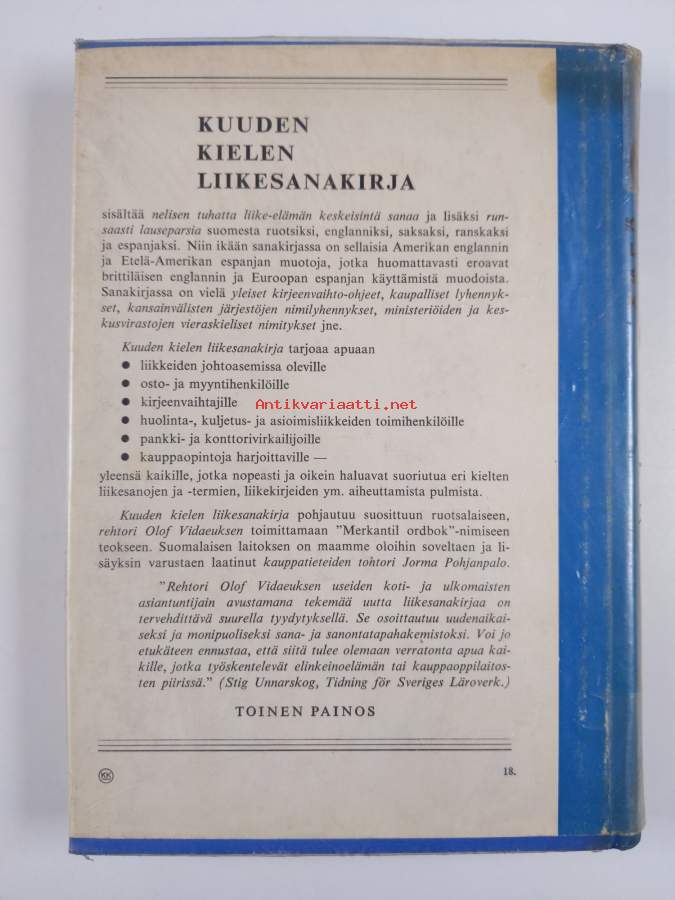 KUUDEN
KIELEN
LIIKESANAKIRJA
sisältää nelisen tuhatta liike-elämän keskeisintä sanaa ja lisäksi run-
saasti lauseparsia suomesta ruotsiksi, englanniksi, saksaksi, ranskaksi
ja espanjaksi. Niin ikään sanakirjassa on sellaisia Amerikan englannin
ja Etelä-Amerikan espanjan muotoja, jotka huomattavasti eroavat
brittiläisen englannin ja Euroopan espanjan käyttämistä muodoista.
Sanakirjassa on vielä yleiset kirjeenvaihto-ohjeet, kaupalliset lyhennyk-
set, kansainvälisten järjestöjen nimilyhennykset, ministeriöiden ja kes-
kusvirastojen vieraskieliset nimitykset jne.
Kuuden kielen liikesanakirja tarjoaa apuaan
● liikkeiden johtoasemissa oleville
● osto- ja myyntihenkilöille
● kirjeenvaihtajille
Antikvariaatti.net
● huolinta-, kuljetus- ja asioimisliikkeiden toimihenkilöille
● pankki- ja konttorivirkailijoille
● kauppaopintoja harjoittaville —
yleensä kaikille, jotka nopeasti ja oikein haluavat suoriutua eri kielten
liikesanojen ja -termien, liikekirjeiden ym. aiheuttamista pulmista.
Kuuden kielen liikesanakirja pohjautuu suosittuun ruotsalaiseen,
rehtori Olof Vidaeuksen toimittamaan ”Merkantil ordbok”-nimiseen
teokseen. Suomalaisen laitoksen on maamme oloihin soveltaen ja li-
säyksin varustaen laatinut kauppatieteiden tohtori Jorma Pohjanpalo.
”Rehtori Olof Vidaeuksen useiden koti- ja ulkomaisten
asiantuntijain avustamana tekemää uutta liikesanakirjaa on
tervehdittävä suurella tyydytyksellä. Se osoittautuu uudenaikai-
seksi ja monipuoliseksi sana- ja sanontatapahakemistoksi. Voi jo
etukäteen ennustaa, että siitä tulee olemaan verratonta apua kai-
kille, jotka työskentelevät elinkeinoelämän tai kauppaoppilaitos-
ten piirissä.” (Stig Unnarskog, Tidning för Sveriges Läroverk.)
TOINEN PAINOS
KK
18.